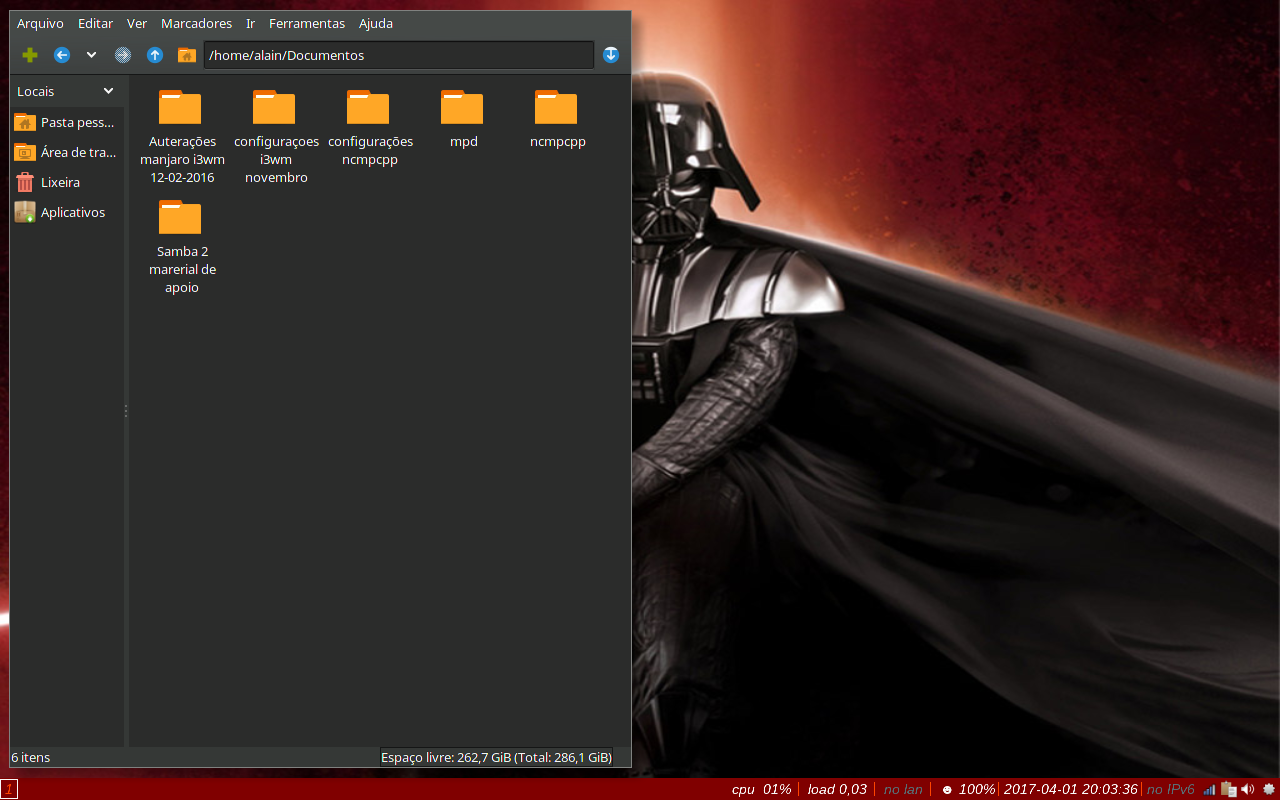 Arquivo Editar Ver Marcadores Ir Ferramentas Ajuda
/home/alain/Documentos
Locais
Pasta pess...
Área de tra...
Lixeira
Aplicativos
Auterações
manjaro i3wm
12-02-2016
configuraçoes
i3wm
novembro
configurações
ncmpcpp
mpd
ncmpcpp
Samba 2
marerial de
apoio
6 itens
Espaço livre: 262,7 GiB (Total: 286,1 GiB)
1
cpu 01% | load 0,03 | no lan | ☻ 100% | 2017-04-01 20:03:36 | no IPv6